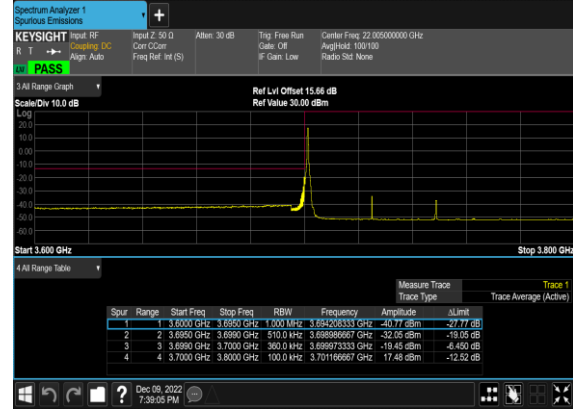 Spectrum Analyzer 1
Spurious Emissions
KEYSIGHT Input: RF Input Z: 50 Ω Atten: 30 dB Trig: Free Run Center Freq: 22.005000000 GHz
R T Coupling: DC Corr CCorr Gate: Off Avg|Hold: 100/100
Align: Auto Freq Ref: Int (S) IF Gain: Low Radio Std: None
PASS
3 All Range Graph
Ref Lvl Offset 15.66 dB
Scale/Div 10.0 dB Ref Value 30.00 dBm
Log
20.0
10.0
0.00
-10.0
-20.0
-30.0
-40.0
-50.0
-60.0
Start 3.600 GHz Stop 3.800 GHz
4 All Range Table
Measure Trace Trace 1
Trace Type Trace Average (Active)
Spur Range Start Freq Stop Freq RBW Frequency Amplitude ΔLimit
1 1 3.6000 GHz 3.6950 GHz 1.000 MHz 3.694208333 GHz -40.77 dBm -27.77 dB
2 2 3.6950 GHz 3.6990 GHz 510.0 kHz 3.698986667 GHz -32.05 dBm -19.05 dB
3 3 3.6990 GHz 3.7000 GHz 360.0 kHz 3.699973333 GHz -19.45 dBm -6.450 dB
4 4 3.7000 GHz 3.8000 GHz 100.0 kHz 3.701166667 GHz 17.48 dBm -12.52 dB
? Dec 09, 2022
7:39:05 PM